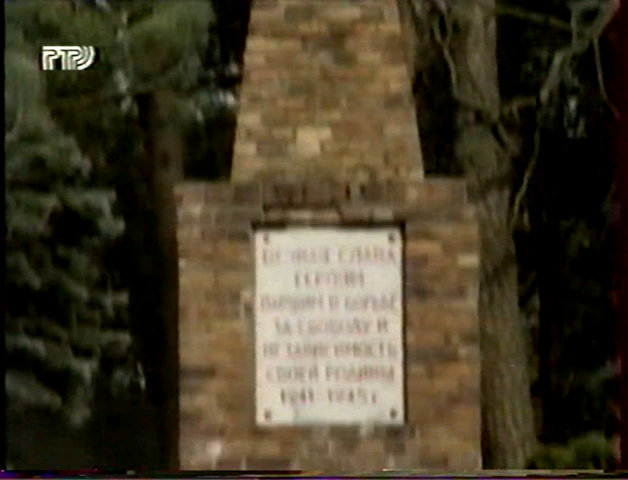 РТР
ВЕЧНАЯ СЛАВА
ГЕРОЯМ
ПАВШИМ В БОРЬБЕ
ЗА СВОБОДУ И
НЕЗАВИСИМОСТЬ
СВОЕЙ РОДИНЫ
1941 1945 г